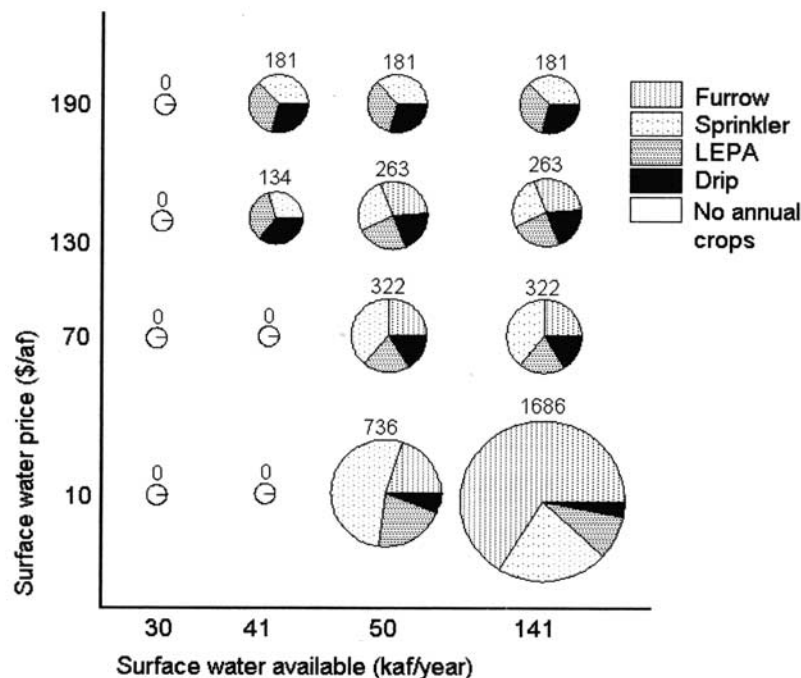 181 181 181
0
190
Furrow
Sprinkler
LEPA
Drip
No annual
crops
0 134 263 263
130
322 322
0 0
70
Surface water price ($/af)
736 1686
0 0
10
30 41 50 141
Surface water available (kaf/year)